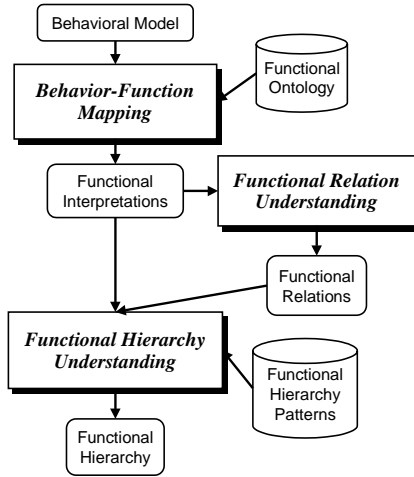 Behavioral Model
Behavior-Function
Mapping
Functional
Ontology
Functional
Interpretations
Functional Relation
Understanding
Functional
Relations
Functional Hierarchy
Understanding
Functional
Hierarchy
Patterns
Functional
Hierarchy